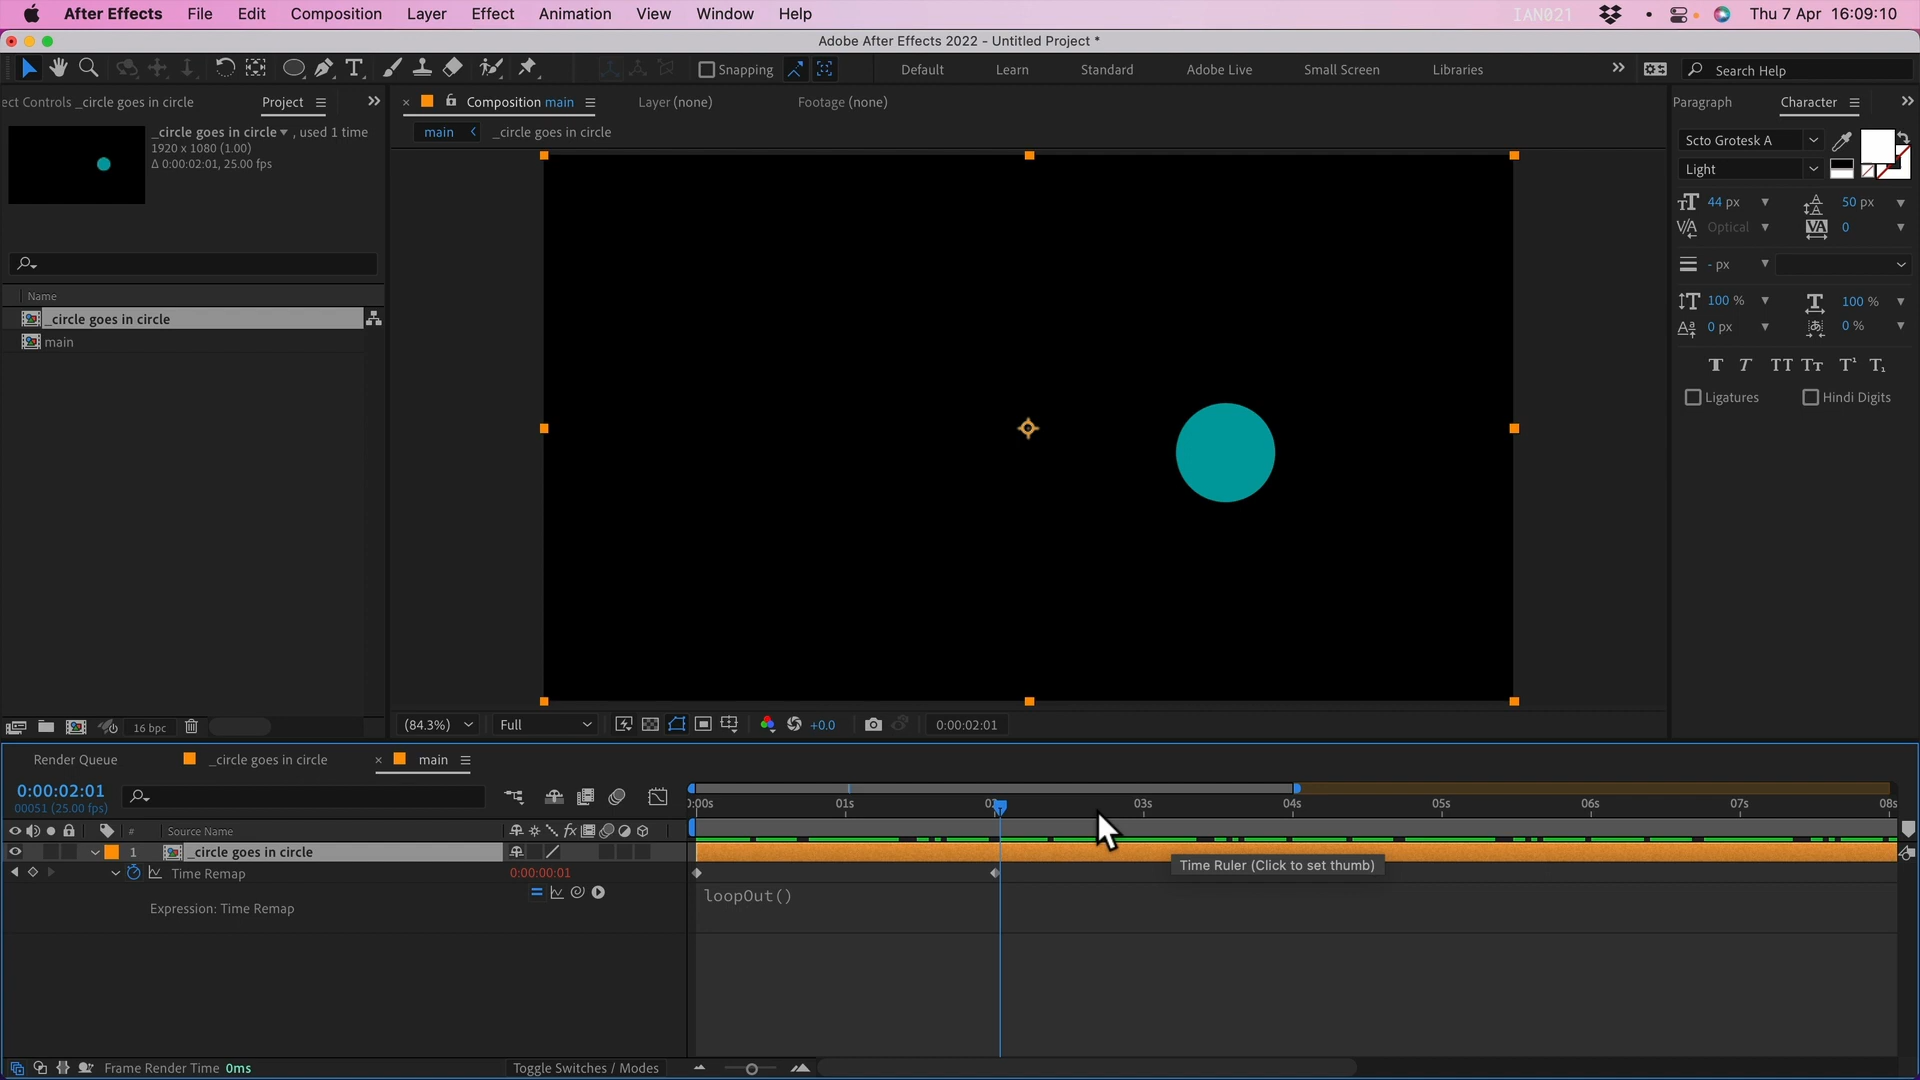 After Effects File Edit Composition Layer Effect Animation View Window Help IAN021 Thu 7 Apr 16:09:10
Adobe After Effects 2022 - Untitled Project *
Snapping Default Learn Standard Adobe Live Small Screen Libraries Search Help
ect Controls _circle goes in circle Project Composition main Layer (none) Footage (none) Paragraph Character
_circle goes in circle , used 1 time
1920 x 1080 (1.00)
Δ 0:00:02:01, 25.00 fps
main _circle goes in circle
Scto Grotesk A
Light
44 px 50 px
Optical 0
- px
100 % 100 %
0 px 0 %
T T TT Tт T¹ T₁
Ligatures Hindi Digits
Name
_circle goes in circle
main
16 bpc
(84.3%) Full +0.0 0:00:02:01
Render Queue _circle goes in circle main
0:00:02:01
00051 (25.00 fps)
):00s 01s 03s 04s 05s 06s 07s 08s
# Source Name
1 _circle goes in circle
Time Ruler (Click to set thumb)
Time Remap 0:00:00:01
loopOut()
Expression: Time Remap
Frame Render Time 0ms Toggle Switches / Modes